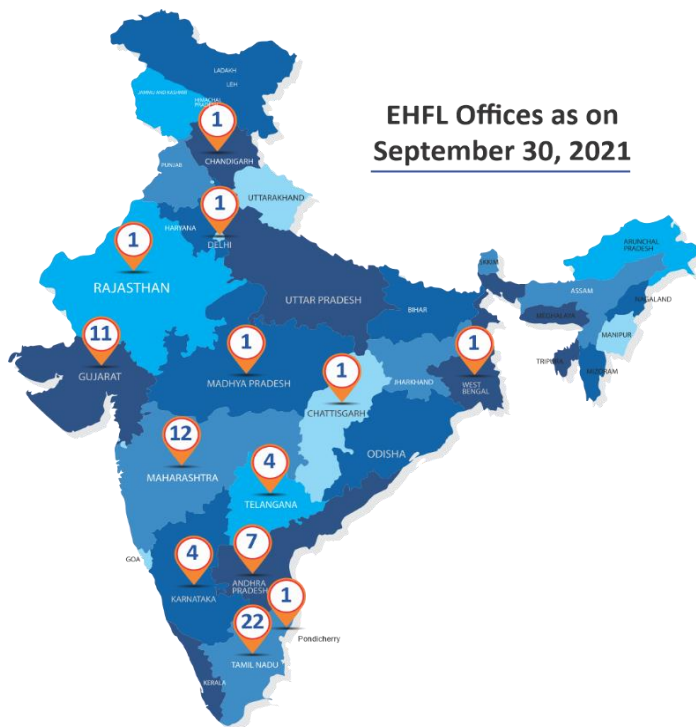 EHFL Offices as on
September 30, 2021
LADAKH
LEH
JAMMU AND KASHMIR
HIMACHAL PRADESH
1
CHANDIGARH
PUNJAB
UTTARAKHAND
1
HARYANA
DELHI
1
RAJASTHAN
UTTAR PRADESH
BIHAR
SIKKIM
ARUNCHAL
PRADESH
ASSAM
NAGALAND
MEGHALAYA
MANIPUR
TRIPURA
MIZORAM
11
GUJARAT
1
MADHYA PRADESH
1
CHATTISGARH
JHARKHAND
1
WEST
BENGAL
12
MAHARASHTRA
4
TELANGANA
ODISHA
GOA
4
KARNATAKA
7
ANDHRA
PRADESH
1
Pondicherry
22
TAMIL NADU
KERALA